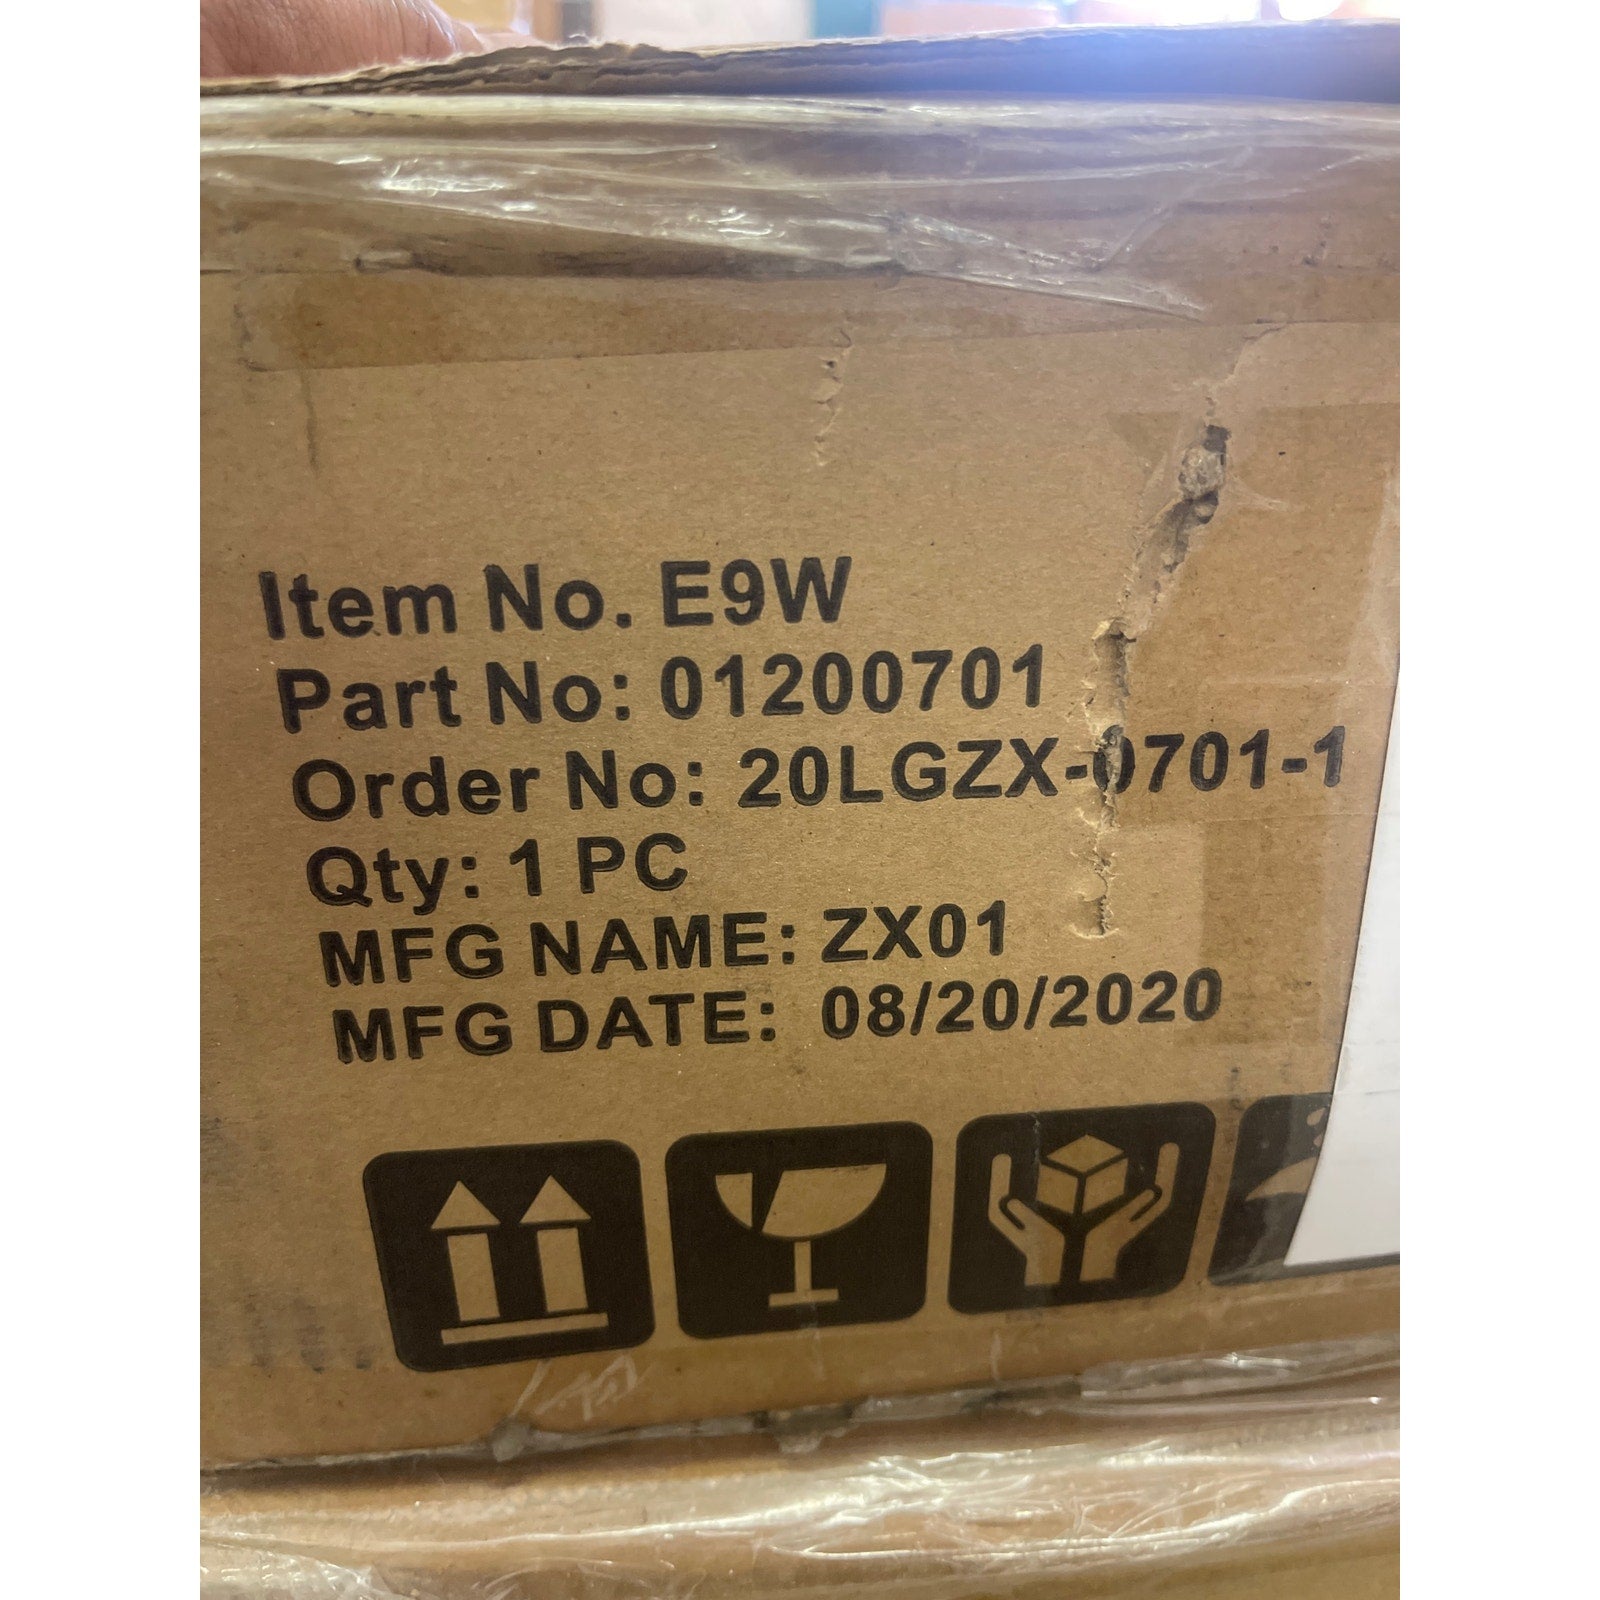 Item No. E9W
Part No: 01200701
Order No: 20LGZX-0701-1
Qty: 1 PC
MFG NAME: ZX01
MFG DATE: 08/20/2020